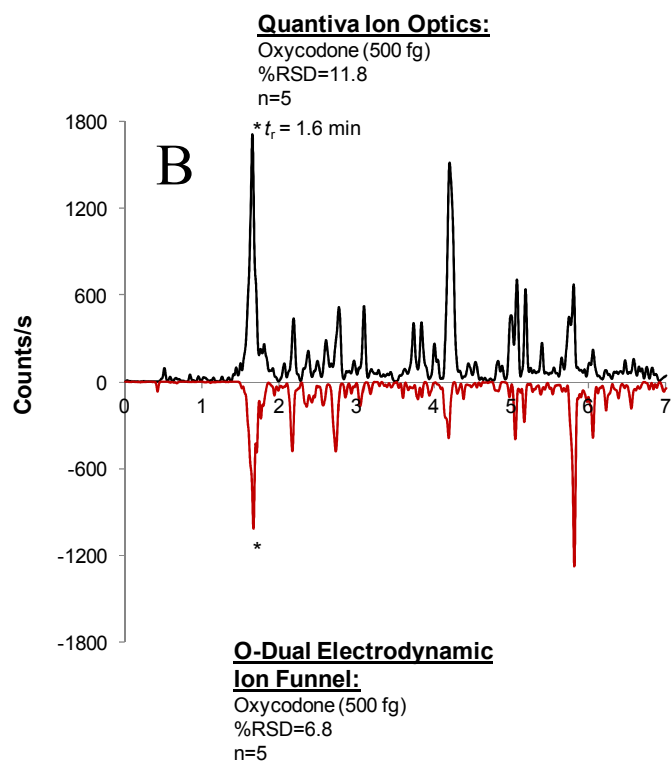 Quantiva Ion Optics:
Oxycodone (500 fg)
%RSD=11.8
n=5
* tr = 1.6 min
B
1800
1200
600
0
-600
-1200
-1800
Counts/s
0 1 2 3 4 5 6 7
*
O-Dual Electrodynamic
Ion Funnel:
Oxycodone (500 fg)
%RSD=6.8
n=5